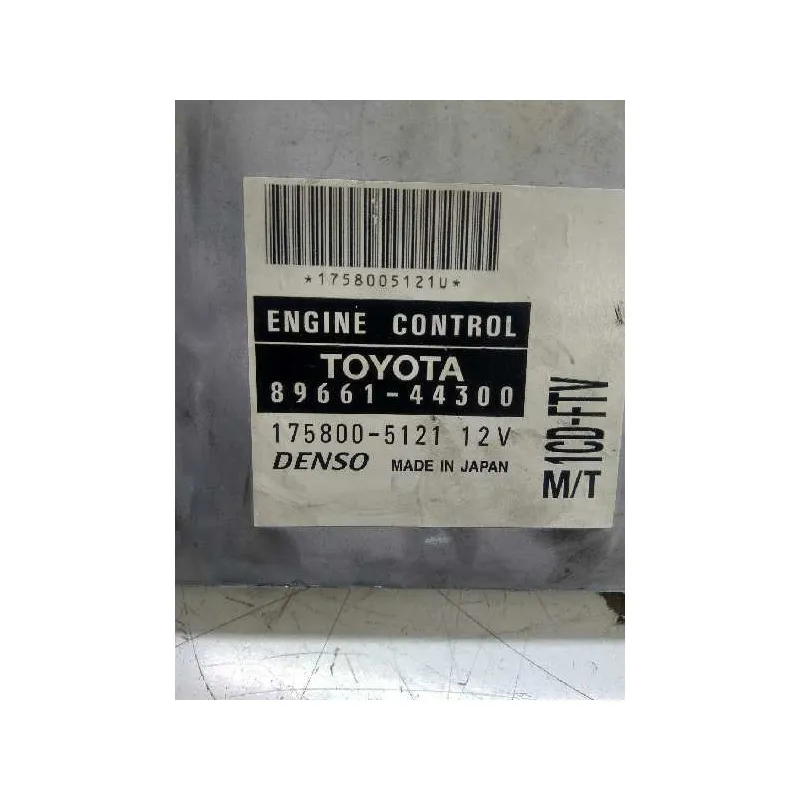 *1758005121U*
ENGINE CONTROL
TOYOTA
89661-44300
175800-5121 12V
DENSO MADE IN JAPAN
1CD-FTV
M/T